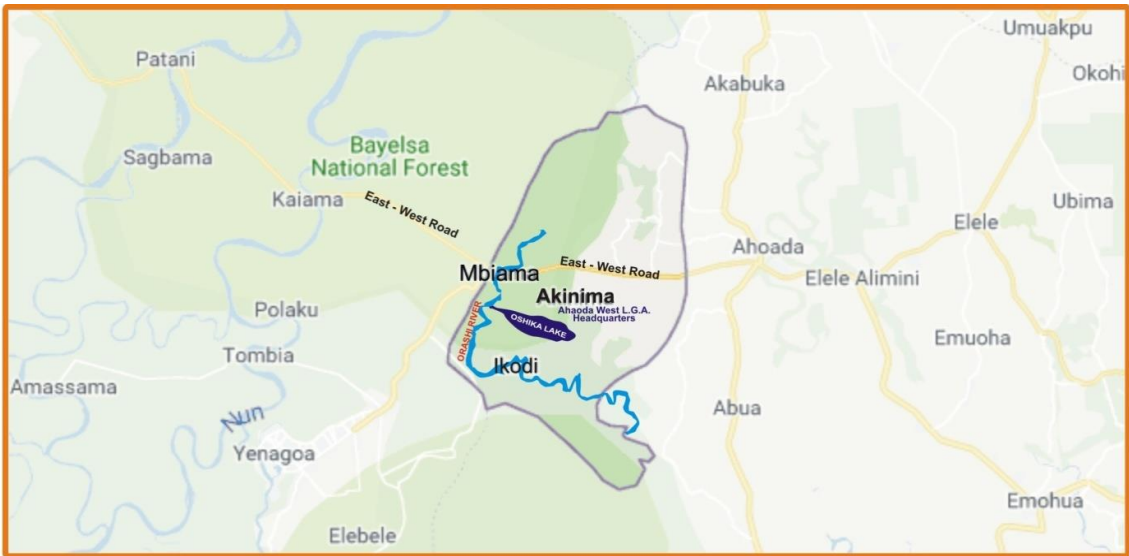 Umuakpu
Patani
Okohi
Akabuka
Bayelsa
National Forest
Sagbama
Kaiama
East - West Road
Ubima
Elele
Ahoada
Mbiama
East - West Road
Elele Alimini
Akinima
Ahaoda West L.G.A.
Headquarters
Polaku
ORASHI RIVER
OSHIKA LAKE
Emuoha
Tombia
Ikodi
Amassama
Nun
Abua
Yenagoa
Emohua
Elebele